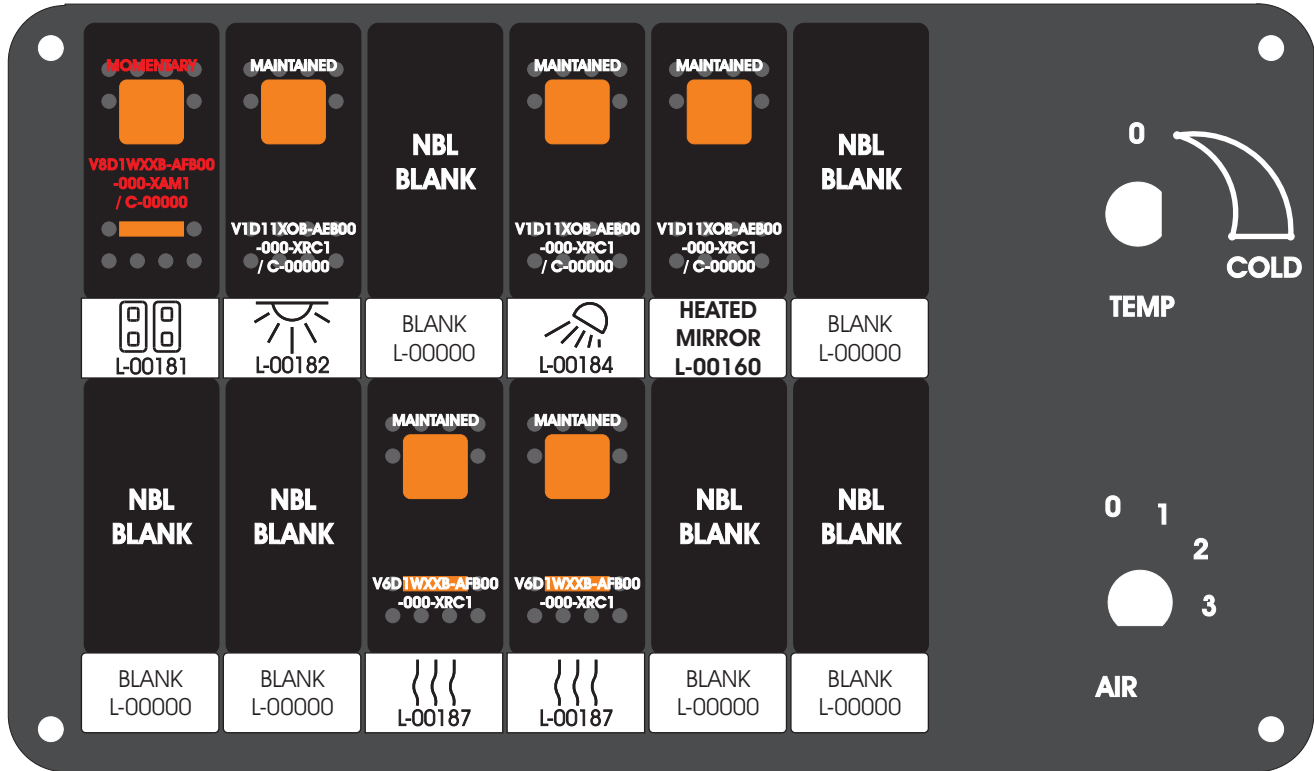 MOMENTARY
V8D1WXXB-AFB00
-000-XAM1
/ C-00000
L-00181
MAINTAINED
V1D11XOB-AEB00
-000-XRC1
/ C-00000
L-00182
NBL
BLANK
BLANK
L-00000
MAINTAINED
V1D11XOB-AEB00
-000-XRC1
/ C-00000
L-00184
MAINTAINED
V1D11XOB-AEB00
-000-XRC1
/ C-00000
HEATED
MIRROR
L-00160
NBL
BLANK
BLANK
L-00000
0
COLD
TEMP
NBL
BLANK
BLANK
L-00000
NBL
BLANK
BLANK
L-00000
MAINTAINED
V6D1WXXB-AFB00
-000-XRC1
L-00187
MAINTAINED
V6D1WXXB-AFB00
-000-XRC1
L-00187
NBL
BLANK
BLANK
L-00000
NBL
BLANK
BLANK
L-00000
0
1
2
3
AIR